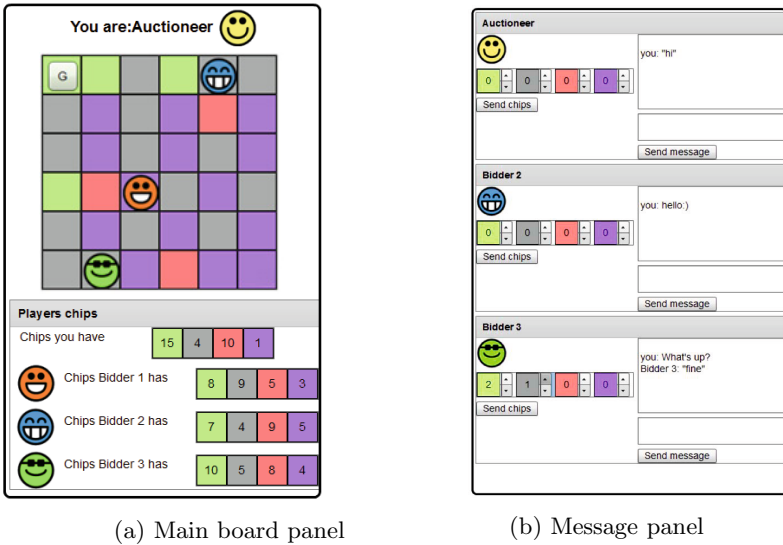 You are:Auctioneer
G
Players chips
Chips you have
15 4 10 1
Chips Bidder 1 has
8 9 5 3
Chips Bidder 2 has
7 4 9 5
Chips Bidder 3 has
10 5 8 4
(a) Main board panel
Auctioneer
you: "hi"
0 0 0 0
Send chips
Send message
Bidder 2
you: hello:)
0 0 0 0
Send chips
Send message
Bidder 3
you: What's up?
Bidder 3: "fine"
2 1 0 0
Send chips
Send message
(b) Message panel